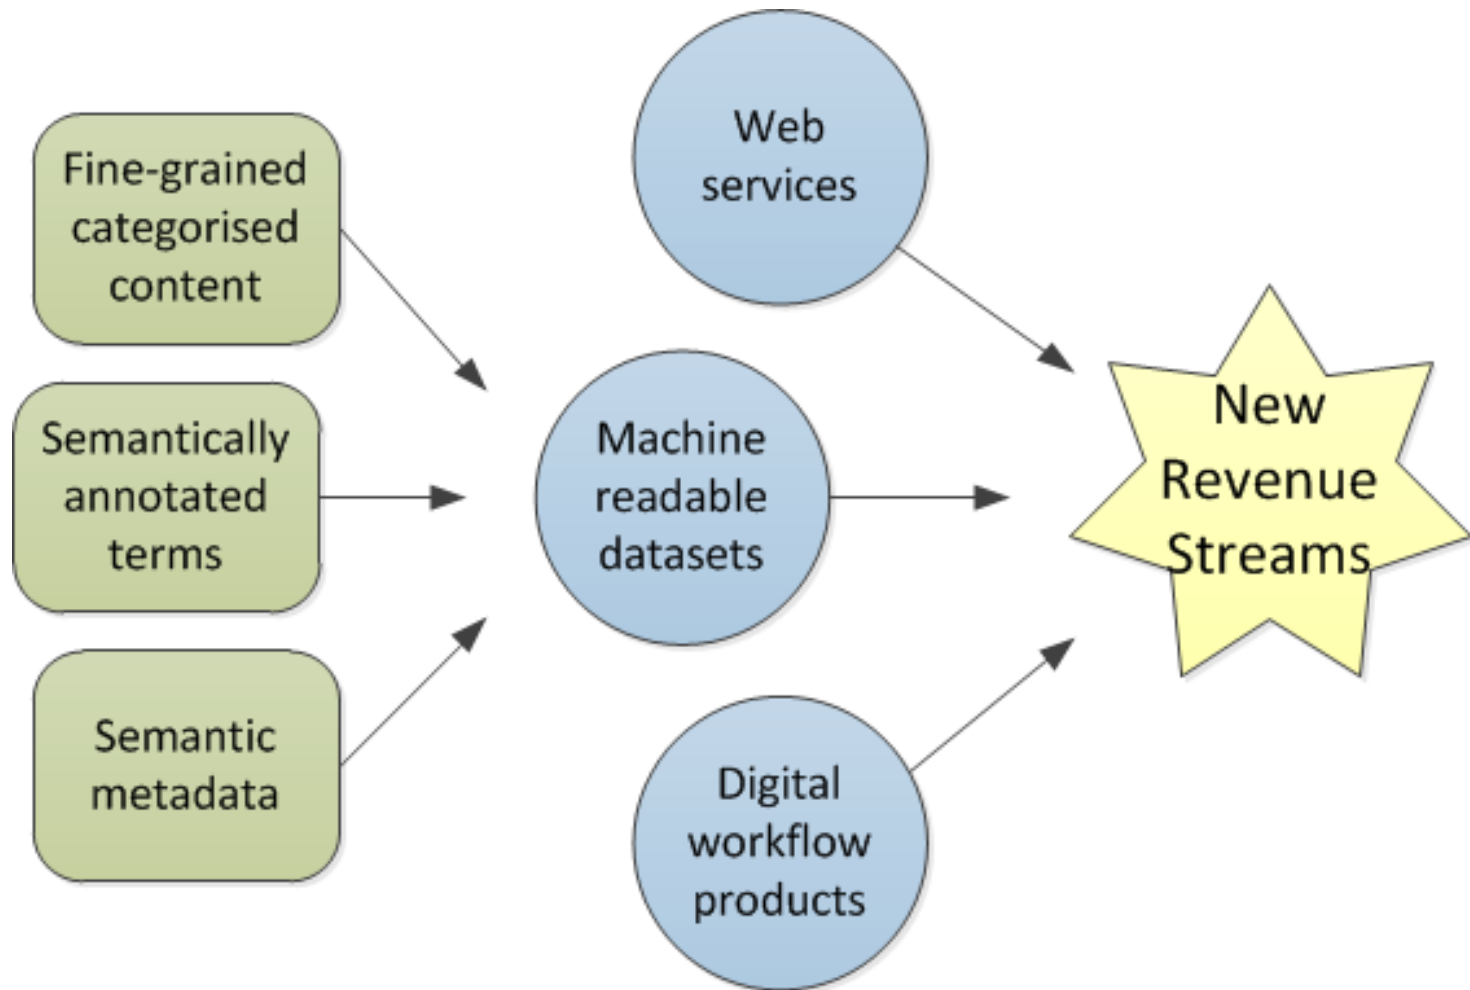 Fine-grained
categorised
content
Semantically
annotated
terms
Semantic
metadata
Web
services
Machine
readable
datasets
Digital
workflow
products
New
Revenue
Streams